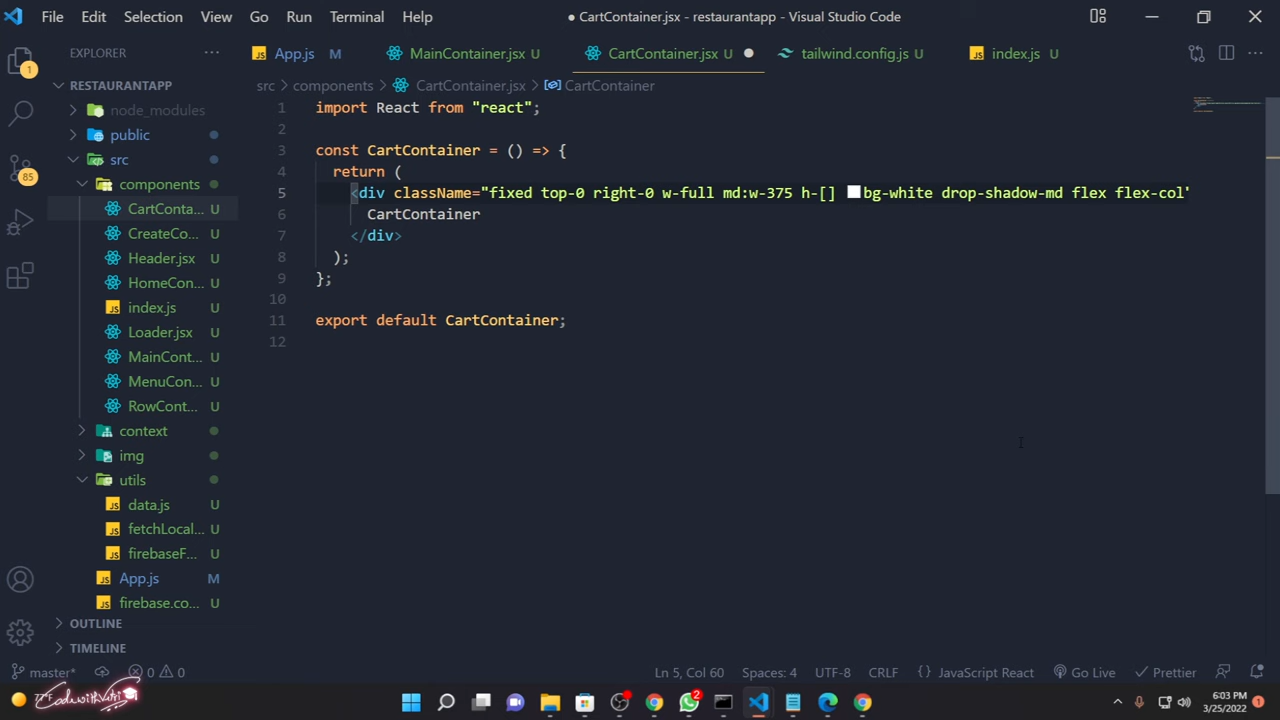 File Edit Selection View Go Run Terminal Help
● CartContainer.jsx - restaurantapp - Visual Studio Code
EXPLORER ...
App.js M MainContainer.jsx U CartContainer.jsx U ● tailwind.config.js U index.js U
RESTAURANTAPP
src > components > CartContainer.jsx > CartContainer
node_modules
public
src
components
CartConta... U
CreateCo... U
Header.jsx U
HomeCon... U
index.js U
Loader.jsx U
MainCont... U
MenuCon... U
RowCont... U
context
img
utils
data.js U
fetchLocal... U
firebaseF... U
App.js M
firebase.co... U
OUTLINE
TIMELINE
1
85
1
1 import React from "react";
2
3 const CartContainer = () => {
4 return (
5 <div className="fixed top-0 right-0 w-full md:w-375 h-[] bg-white drop-shadow-md flex flex-col"
6 CartContainer
7 </div>
8 );
9 };
10
11 export default CartContainer;
12
master* 0 0 Ln 5, Col 60 Spaces: 4 UTF-8 CRLF { } JavaScript React Go Live Prettier
2
6:03 PM
3/25/2022